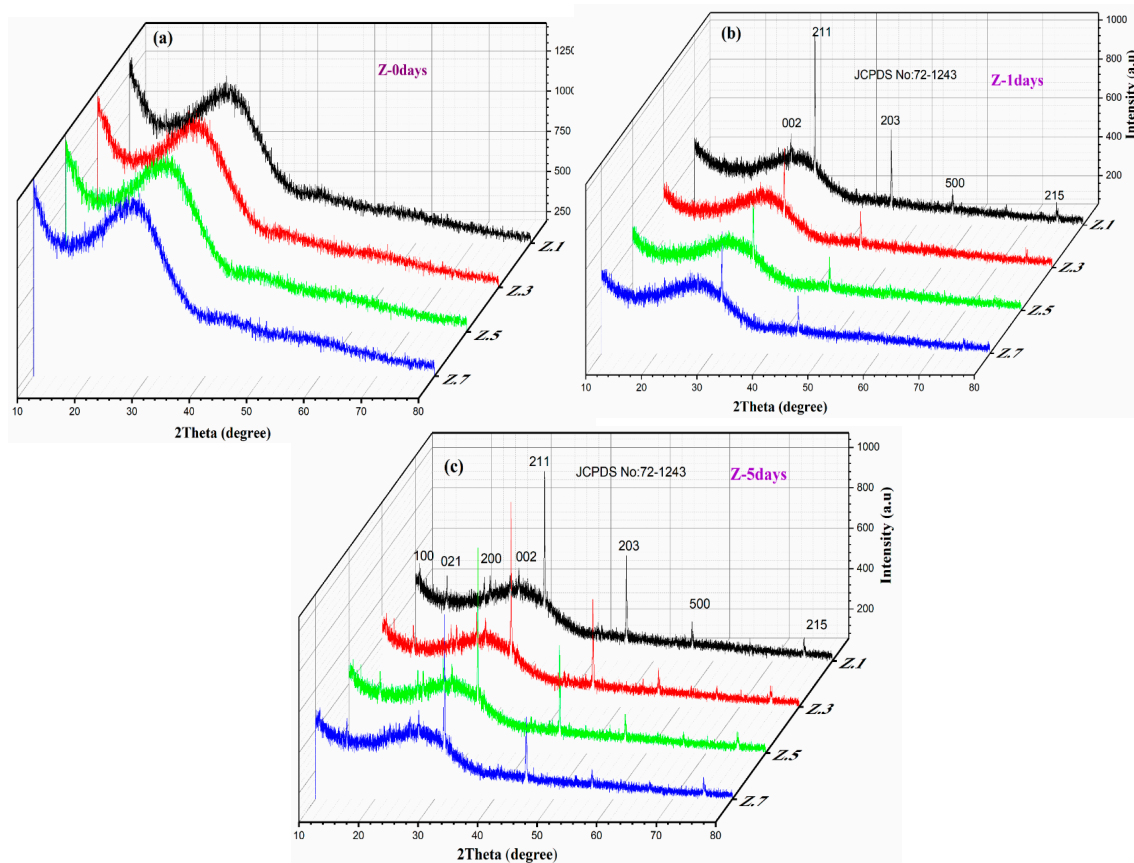 (a)
Z-0days
1250
1000
750
500
250
Z.1
Z.3
Z.5
Z.7
10 20 30 40 50 60 70 80
2Theta (degree)
(b)
211
JCPDS No:72-1243
Z-1days
002
203
500
215
1000
800
600
400
200
Intensity (a.u)
Z.1
Z.3
Z.5
Z.7
10 20 30 40 50 60 70 80
2Theta (degree)
(c)
211
JCPDS No:72-1243
Z-5days
100
021
200
002
203
500
215
1000
800
600
400
200
Intensity (a.u)
Z.1
Z.3
Z.5
Z.7
10 20 30 40 50 60 70 80
2Theta (degree)